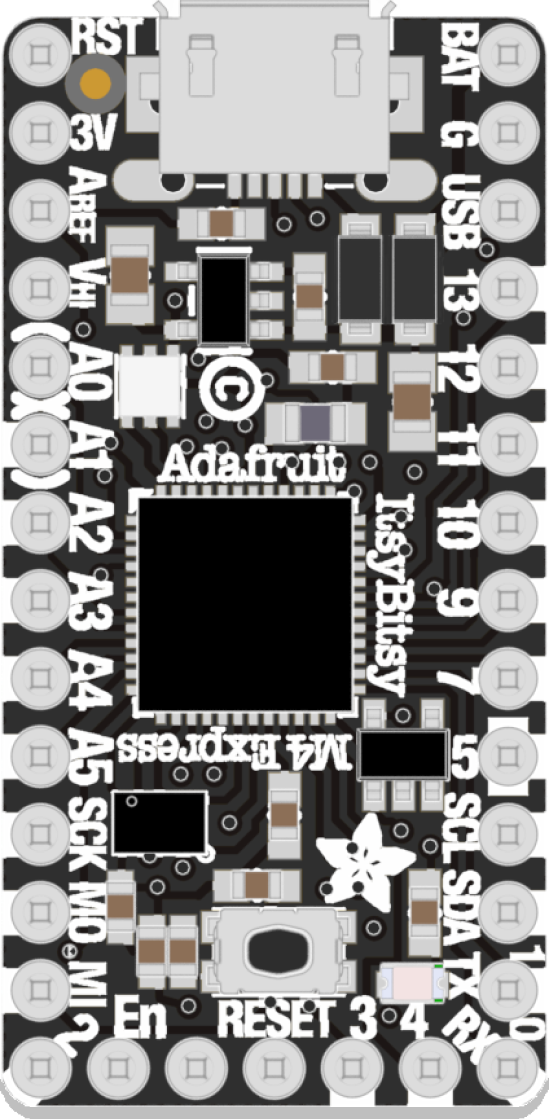 RST
BAT
3V
G
AREF
USB
VHI
13
A0
12
©
A1
11
Adafruit
A2
10
ItsyBitsy
A3
9
A4
7
M4 Express
A5
5
SCK
SCL
MO
SDA
MI
TX
1
2
En
RESET
3
4
RX
0